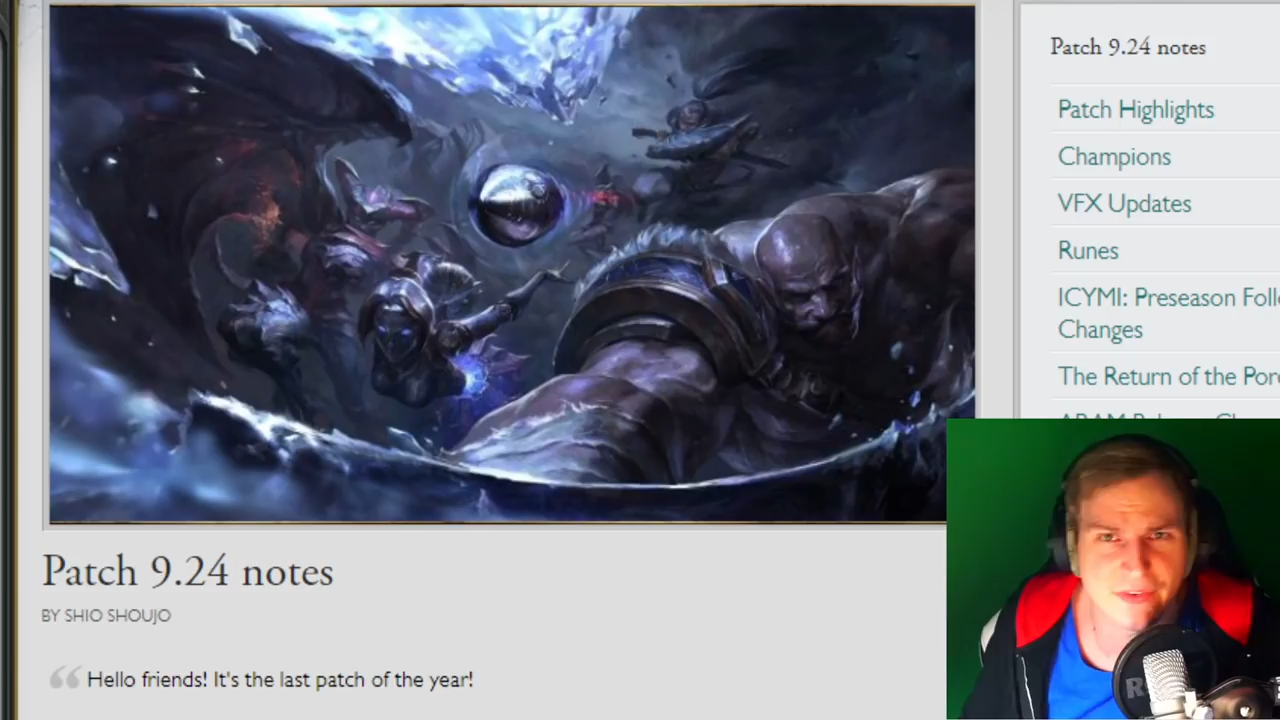 Patch 9.24 notes
Patch Highlights
Champions
VFX Updates
Runes
ICYMI: Preseason
Changes
The Return of the
Patch 9.24 notes
BY SHIO SHOUJO
Hello friends! It's the last patch of the year!